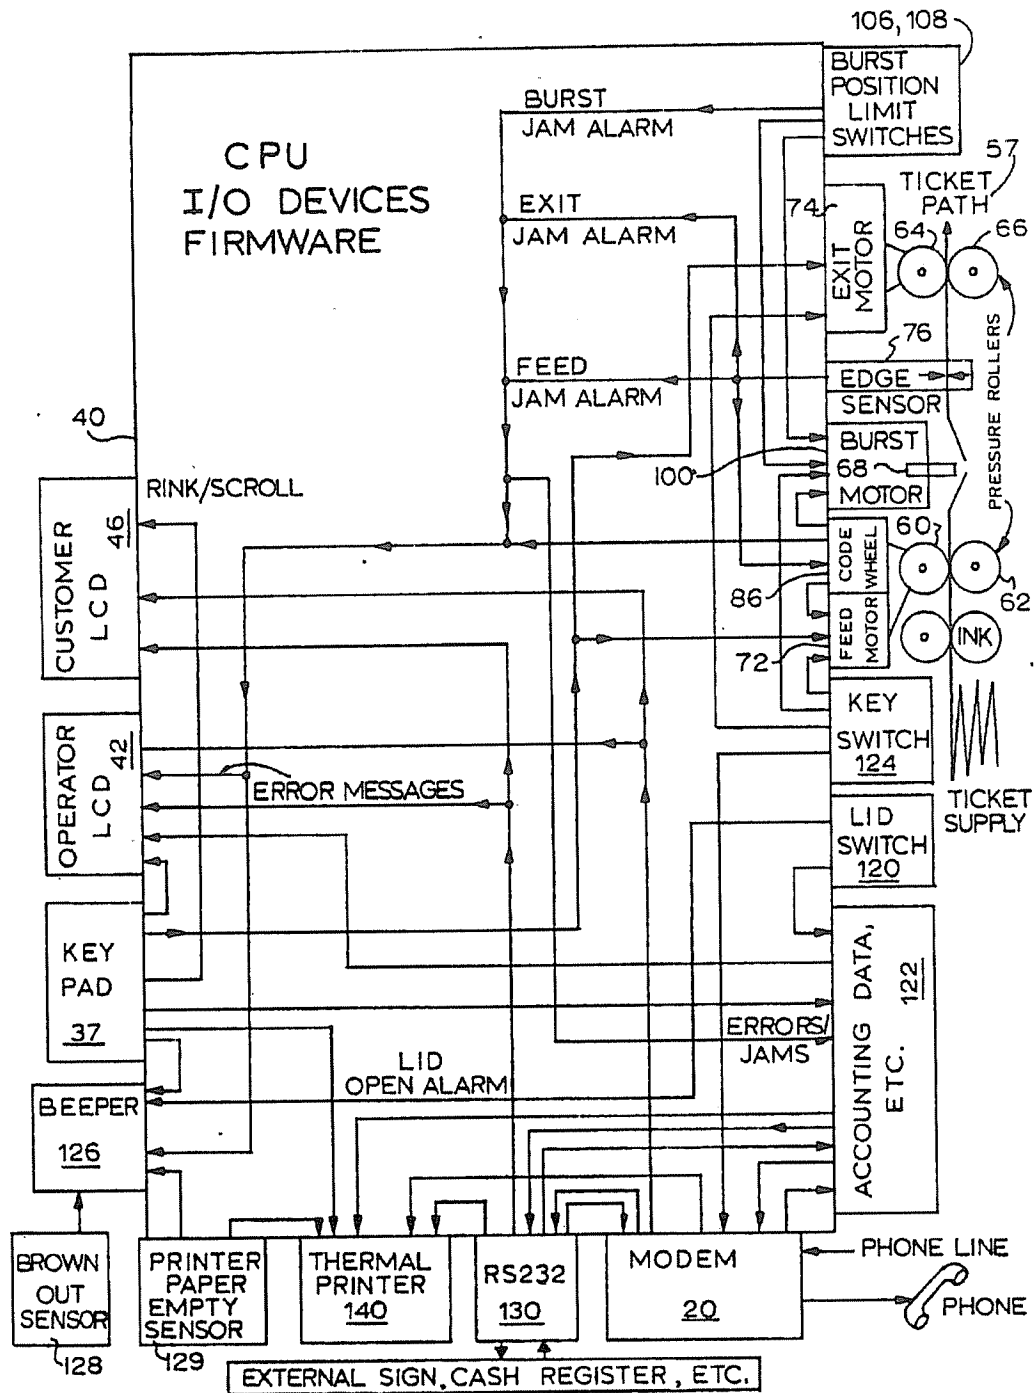 106, 108
BURST
POSITION
LIMIT
SWITCHES
BURST
JAM ALARM
CPU
I/O DEVICES
FIRMWARE
57
TICKET
PATH
EXIT
JAM ALARM
74
EXIT
MOTOR
64
66
PRESSURE ROLLERS
76
FEED
JAM ALARM
EDGE
SENSOR
40
BURST
100
68
MOTOR
RINK/SCROLL
CUSTOMER
LCD
46
60
CODE
WHEEL
86
62
FEED
MOTOR
72
INK
KEY
SWITCH
124
OPERATOR
LCD
42
ERROR MESSAGES
TICKET
SUPPLY
LID
SWITCH
120
KEY
PAD
37
ACCOUNTING DATA,
ETC.
122
ERRORS/
JAMS
LID
OPEN ALARM
BEEPER
126
BROWN
OUT
SENSOR
128
PRINTER
PAPER
EMPTY
SENSOR
129
THERMAL
PRINTER
140
RS232
130
MODEM
20
PHONE LINE
PHONE
EXTERNAL SIGN, CASH REGISTER, ETC.